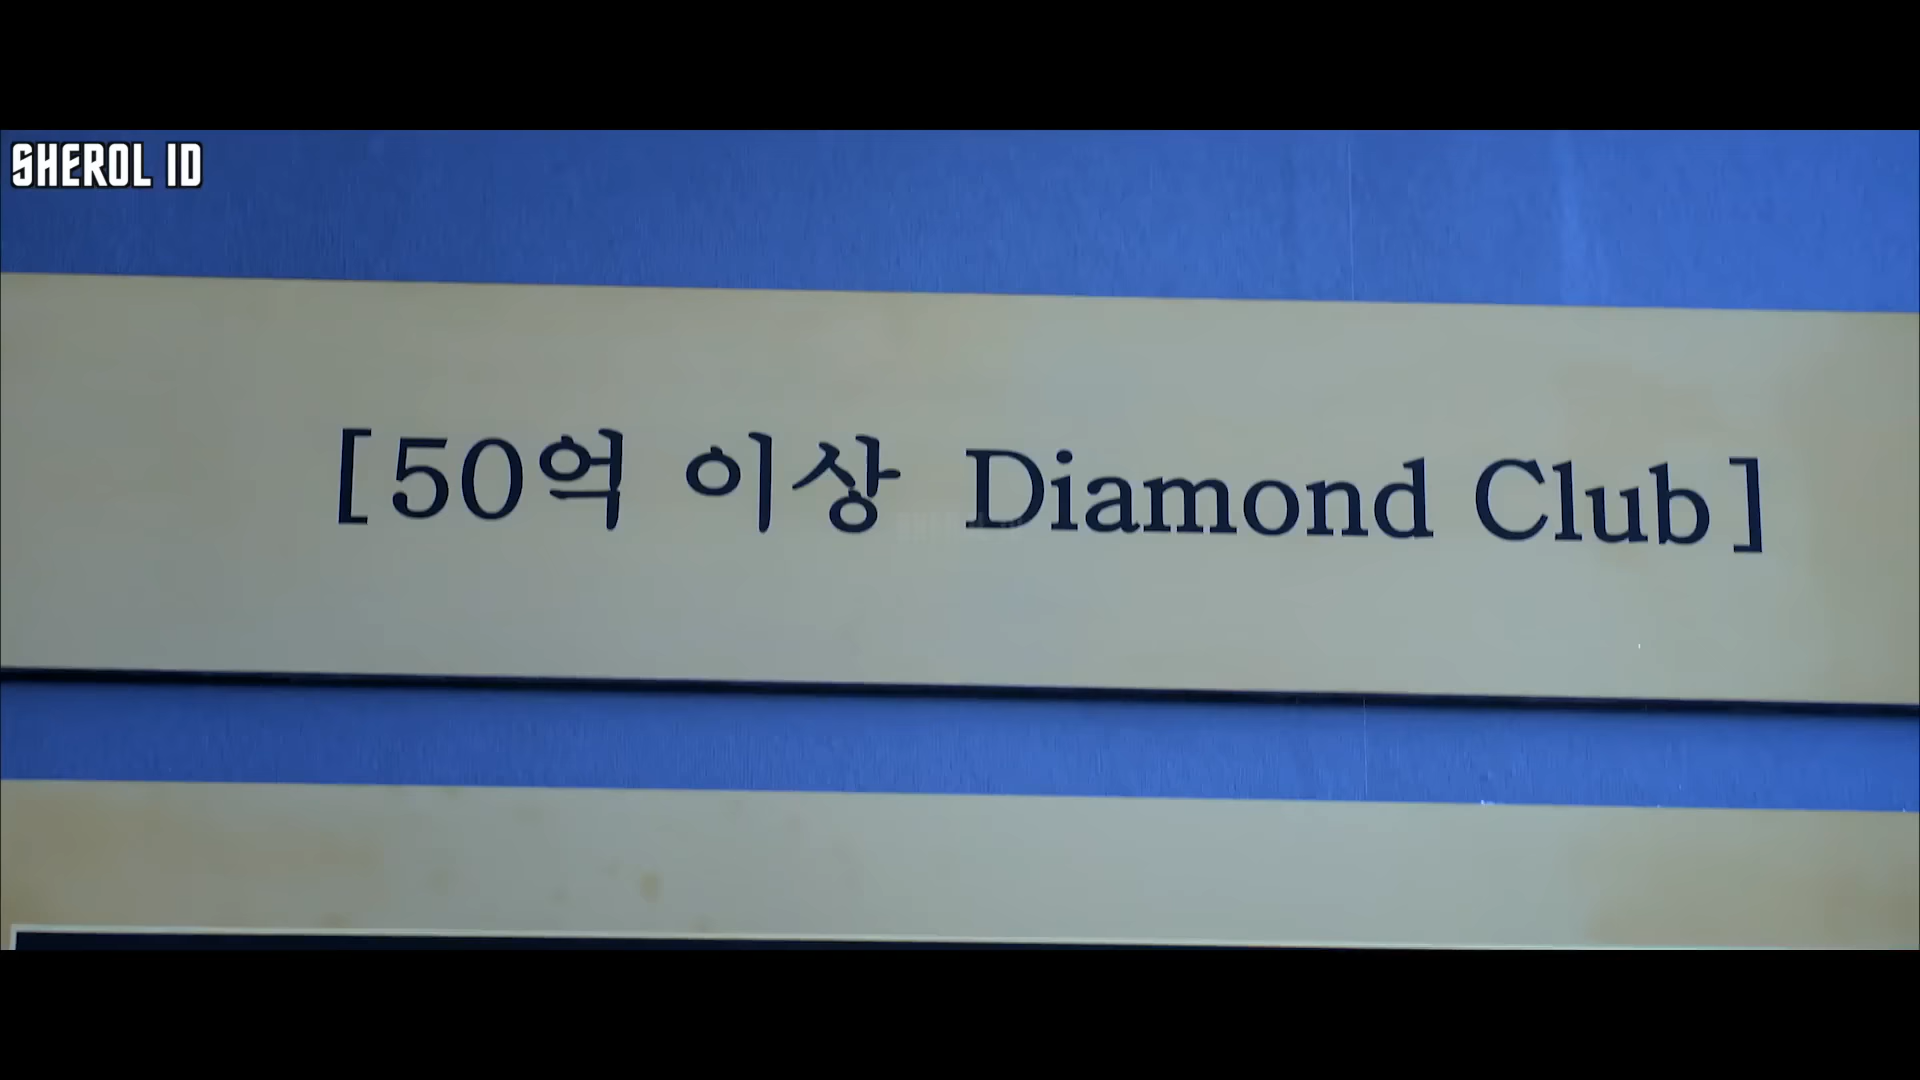 SHEROL ID
[50억 이상 Diamond Club]